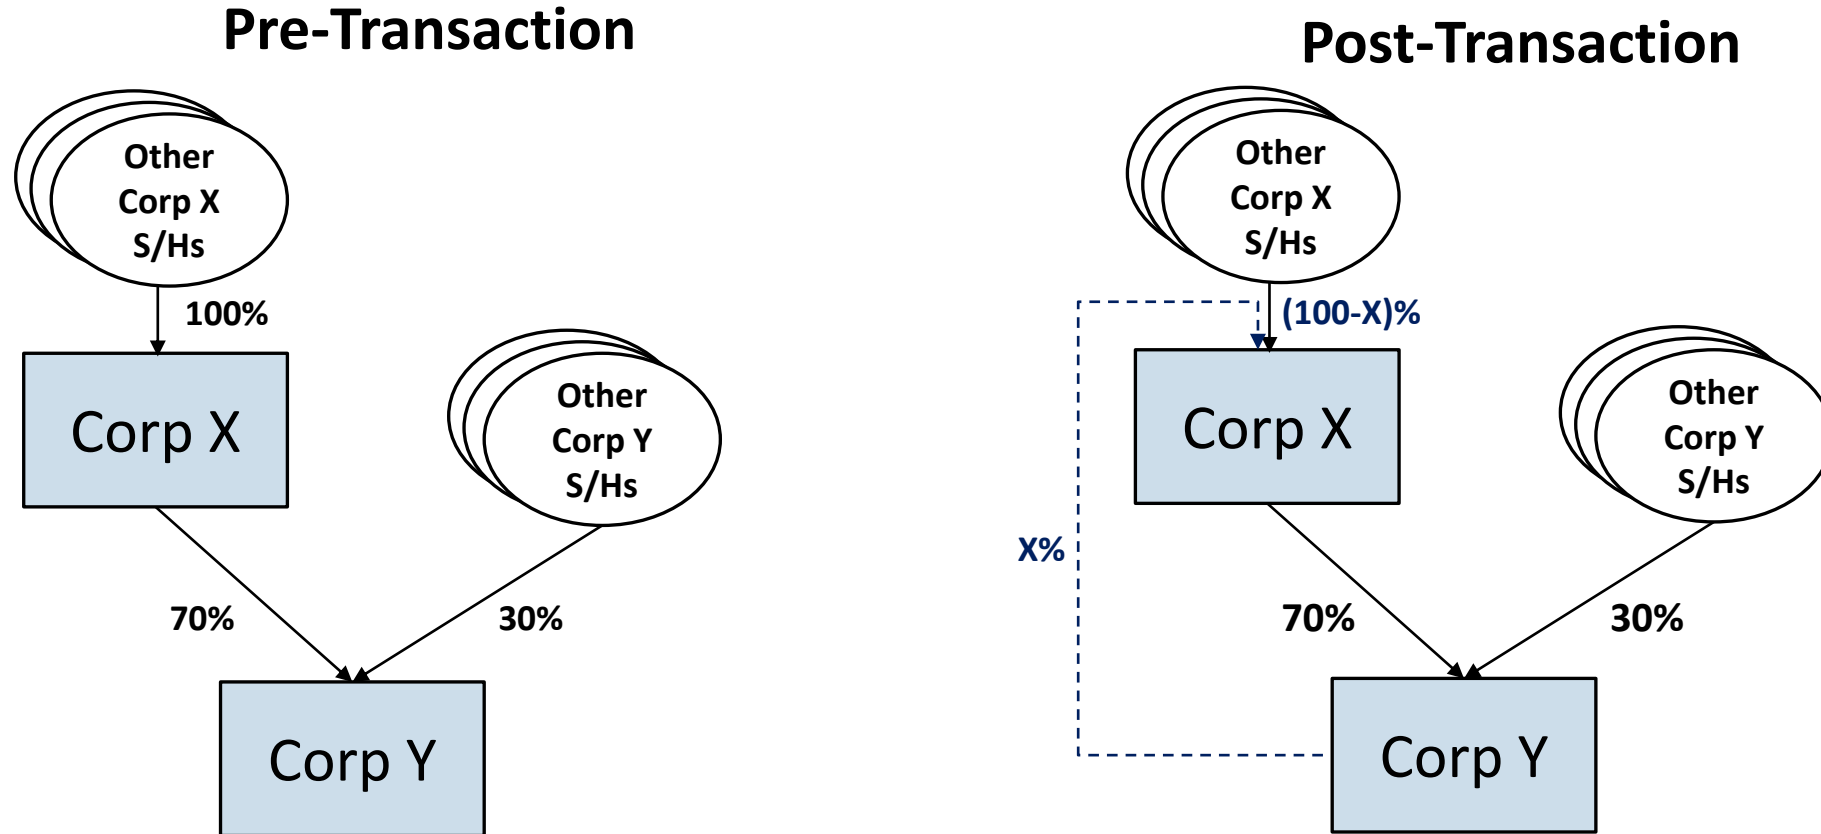 Pre-Transaction
Other
Corp X
S/Hs
100%
Corp X
Other
Corp Y
S/Hs
70%
30%
Corp Y
Post-Transaction
Other
Corp X
S/Hs
(100-X)%
Corp X
Other
Corp Y
S/Hs
X%
70%
30%
Corp Y